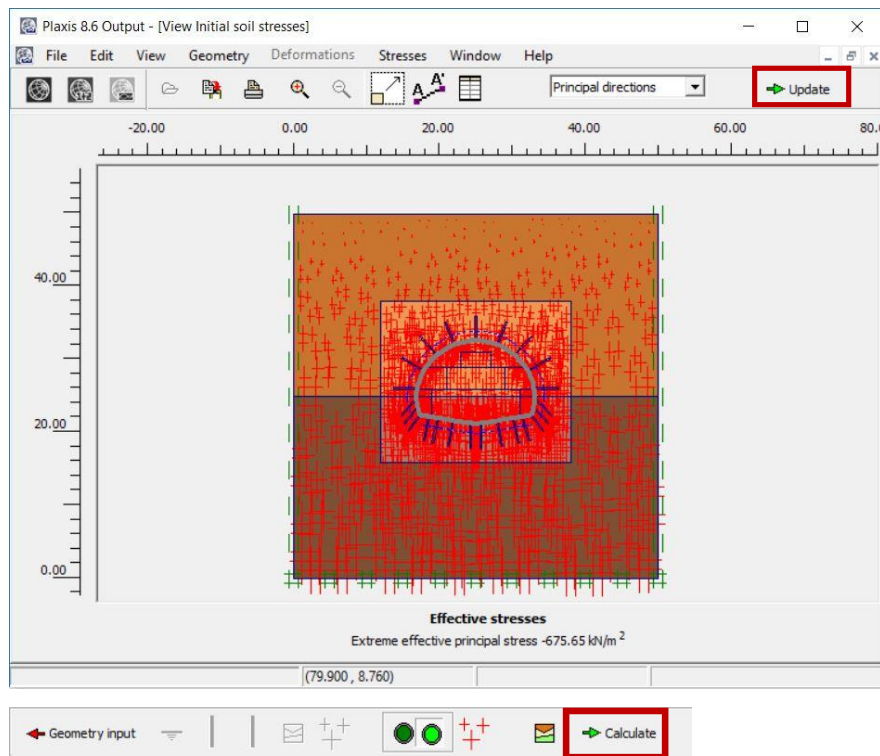 Plaxis 8.6 Output - [View Initial soil stresses]
File Edit View Geometry Deformations Stresses Window Help
A A* Principal directions Update
-20.00 0.00 20.00 40.00 60.00 80.0
40.00
20.00
0.00
Effective stresses
Extreme effective principal stress -675.65 kN/m 2
(79.900 , 8.760)
Geometry input Calculate